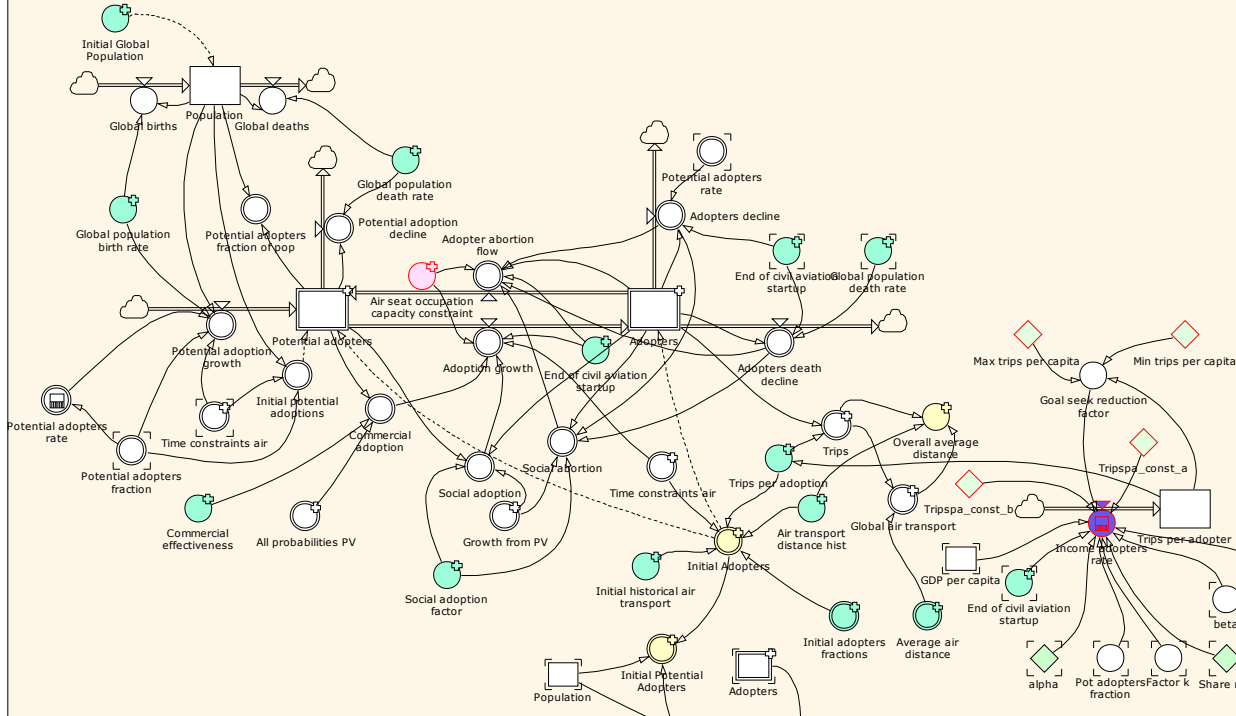 Initial Global
Population
Population
Global births
Global deaths
Global population
death rate
Potential adopters
rate
Global population
birth rate
Potential adopters
fraction of pop
Potential adoption
decline
Adopter abortion
flow
Adopters decline
End of civil aviation
startup
Global population
death rate
Air seat occupation
capacity constraint
Potential adopters
Adopters
Potential adoption
growth
Adoption growth
End of civil aviation
startup
Adopters death
decline
Max trips per capita
Min trips per capita
Goal seek reduction
factor
Initial potential
adoptions
Potential adopters
rate
Time constraints air
Commercial
adoption
Trips
Overall average
distance
Potential adopters
fraction
Social adoption
Social abortion
Time constraints air
Trips per adoption
Tripspa_const_a
Tripspa_const_b
Commercial
effectiveness
All probabilities PV
Growth from PV
Air transport
distance hist
Global air transport
Trips per adopter
Income adopters
rate
Initial Adopters
GDP per capita
Social adoption
factor
Initial historical air
transport
End of civil aviation
startup
beta
Initial adopters
fractions
Average air
distance
Initial Potential
Adopters
Population
Adopters
alpha
Pot adopters
fraction
Factor k
Share